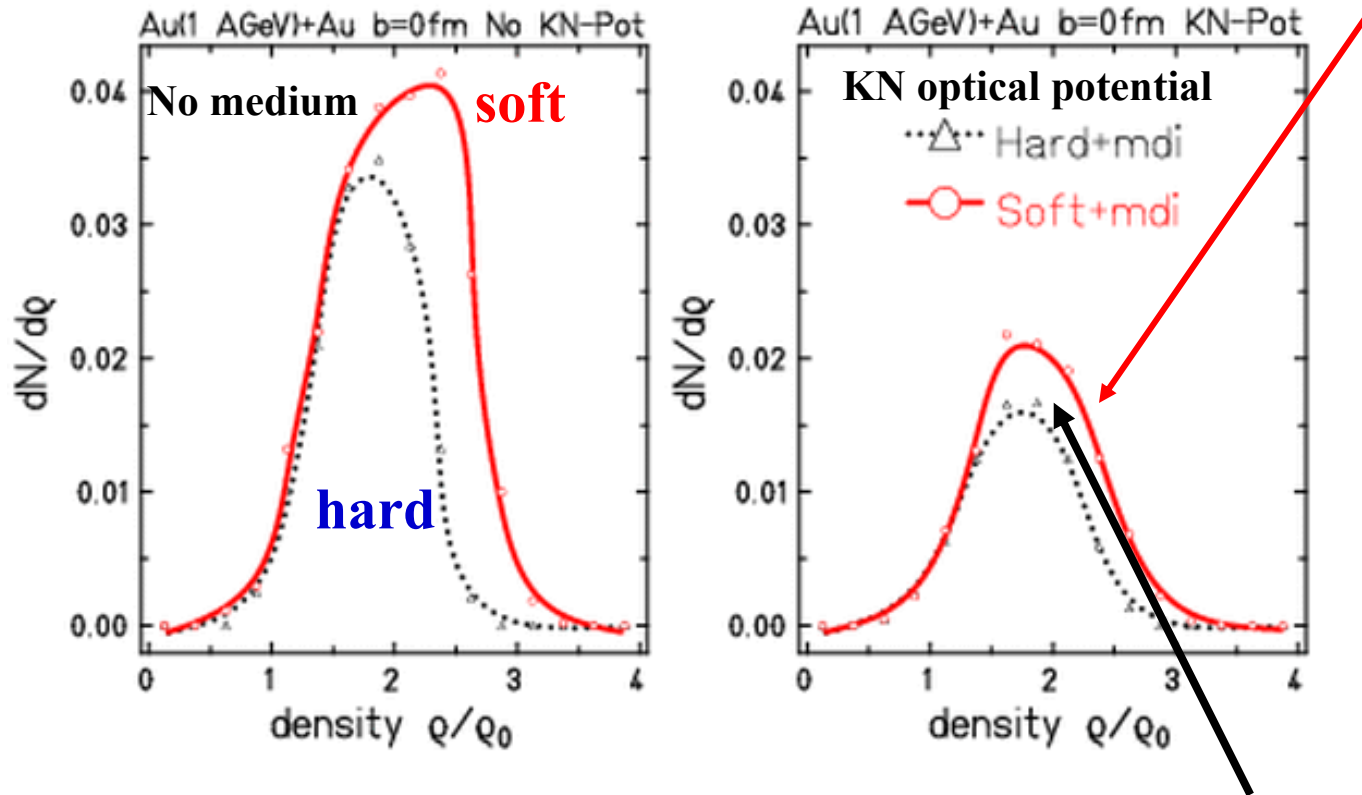 Au(1 AGeV)+Au b=0fm No KN-Pot
No medium
soft
hard
0.04
0.03
0.02
0.01
0.00
dN/dϱ
0 1 2 3 4
density ϱ/ϱ0
Au(1 AGeV)+Au b=0fm KN-Pot
KN optical potential
Hard+mdi
Soft+mdi
0.04
0.03
0.02
0.01
0.00
dN/dϱ
0 1 2 3 4
density ϱ/ϱ0